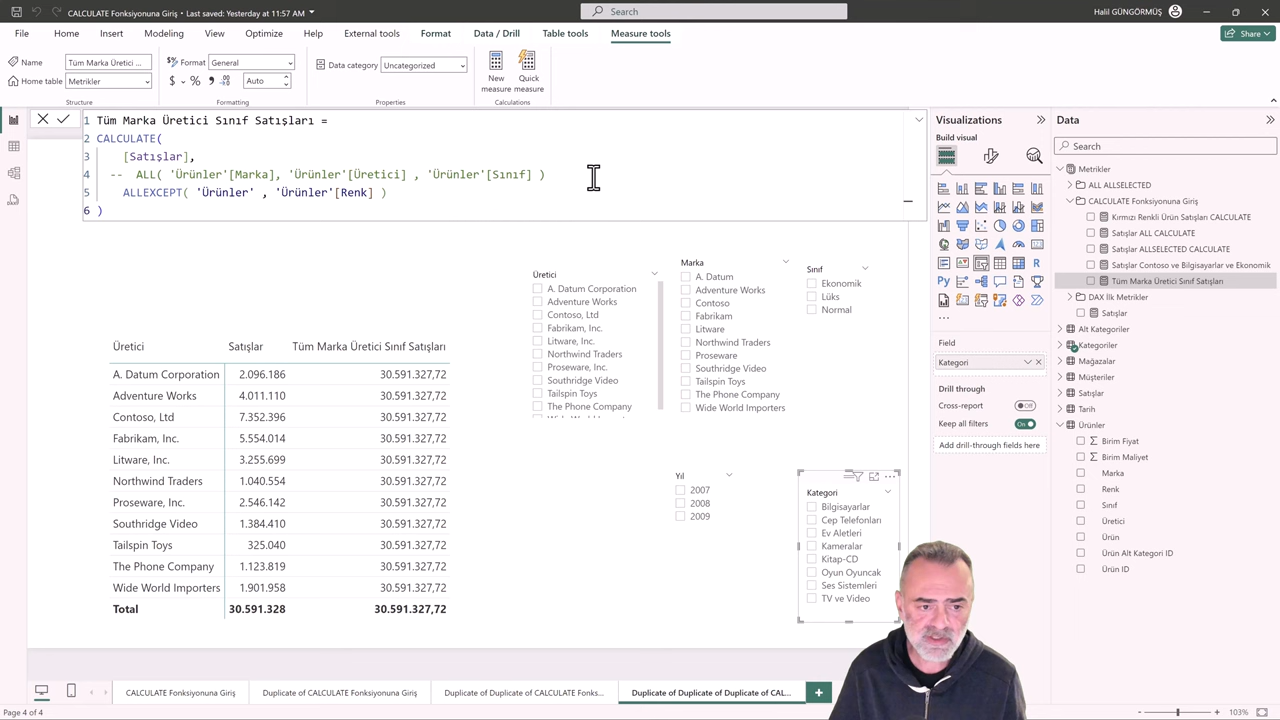 CALCULATE Fonksiyonuna Giriş • Last saved: Yesterday at 11:57 AM
Search
Halil GÜNGÖRMÜŞ
File Home Insert Modeling View Optimize Help External tools Format Data / Drill Table tools Measure tools
Share
Name Tüm Marka Üretici ...
Home table Metrikler
Structure
Format General
$ % Auto
Formatting
Data category Uncategorized
Properties
New measure
Quick measure
Calculations
1 Tüm Marka Üretici Sınıf Satışları =
2 CALCULATE(
3 [Satışlar],
4 -- ALL( 'Ürünler'[Marka], 'Ürünler'[Üretici] , 'Ürünler'[Sınıf] )
5 ALLEXCEPT( 'Ürünler' , 'Ürünler'[Renk] )
6 )
Üretici
A. Datum Corporation
Adventure Works
Contoso, Ltd
Fabrikam, Inc.
Litware, Inc.
Northwind Traders
Proseware, Inc.
Southridge Video
Tailspin Toys
The Phone Company
Wide World Importers
Marka
A. Datum
Adventure Works
Contoso
Fabrikam
Litware
Northwind Traders
Proseware
Southridge Video
Tailspin Toys
The Phone Company
Wide World Importers
Sınıf
Ekonomik
Lüks
Normal
Üretici Satışlar Tüm Marka Üretici Sınıf Satışları
A. Datum Corporation 2.096.186 30.591.327,72
Adventure Works 4.011.110 30.591.327,72
Contoso, Ltd 7.352.396 30.591.327,72
Fabrikam, Inc. 5.554.014 30.591.327,72
Litware, Inc. 3.255.699 30.591.327,72
Northwind Traders 1.040.554 30.591.327,72
Proseware, Inc. 2.546.142 30.591.327,72
Southridge Video 1.384.410 30.591.327,72
Tailspin Toys 325.040 30.591.327,72
The Phone Company 1.123.819 30.591.327,72
Wide World Importers 1.901.958 30.591.327,72
Total 30.591.328 30.591.327,72
Yıl
2007
2008
2009
Kategori
Bilgisayarlar
Cep Telefonları
Ev Aletleri
Kameralar
Kitap-CD
Oyun Oyuncak
Ses Sistemleri
TV ve Video
Visualizations
Build visual
Field
Kategori
Drill through
Cross-report Off
Keep all filters On
Add drill-through fields here
Data
Search
Metrikler
ALL ALLSELECTED
CALCULATE Fonksiyonuna Giriş
Kırmızı Renkli Ürün Satışları CALCULATE
Satışlar ALL CALCULATE
Satışlar ALLSELECTED CALCULATE
Satışlar Contoso ve Bilgisayarlar ve Ekonomik
Tüm Marka Üretici Sınıf Satışları
DAX İlk Metrikler
Satışlar
Alt Kategoriler
Kategoriler
Mağazalar
Müşteriler
Satışlar
Tarih
Ürünler
Birim Fiyat
Birim Maliyet
Marka
Renk
Sınıf
Üretici
Ürün
Ürün Alt Kategori ID
Ürün ID
CALCULATE Fonksiyonuna Giriş
Duplicate of CALCULATE Fonksiyonuna Giriş
Duplicate of Duplicate of CALCULATE Fonks...
Duplicate of Duplicate of Duplicate of CAL...
Page 4 of 4
103%